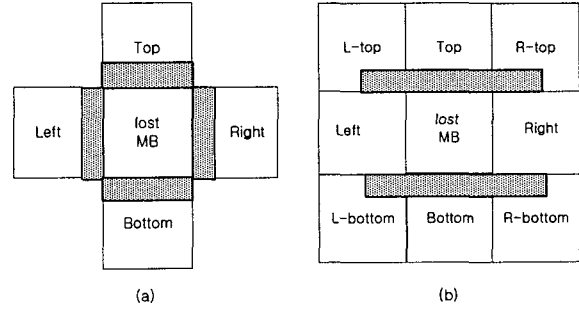 Top
Left
lost
MB
Right
Bottom
(a)
L-top
Top
R-top
Left
lost
MB
Right
L-bottom
Bottom
R-bottom
(b)